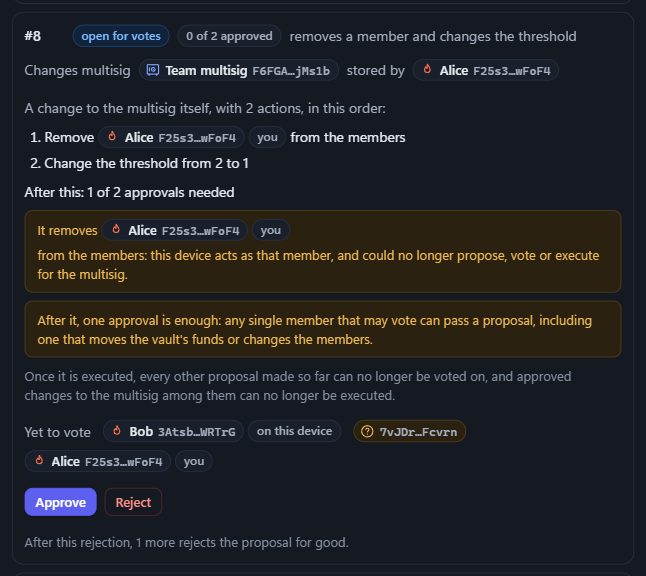 #8 open for votes 0 of 2 approved removes a member and changes the threshold
Changes multisig Team multisig F6FGA…jMs1b stored by Alice F25s3…wFoF4
A change to the multisig itself, with 2 actions, in this order:
1. Remove Alice F25s3…wFoF4 you from the members
2. Change the threshold from 2 to 1
After this: 1 of 2 approvals needed
It removes Alice F25s3…wFoF4 you
from the members: this device acts as that member, and could no longer propose, vote or execute
for the multisig.
After it, one approval is enough: any single member that may vote can pass a proposal, including
one that moves the vault's funds or changes the members.
Once it is executed, every other proposal made so far can no longer be voted on, and approved
changes to the multisig among them can no longer be executed.
Yet to vote Bob 3Atsb…WRTrG on this device 7vJDr…Fcvrn
Alice F25s3…wFoF4 you
Approve Reject
After this rejection, 1 more rejects the proposal for good.